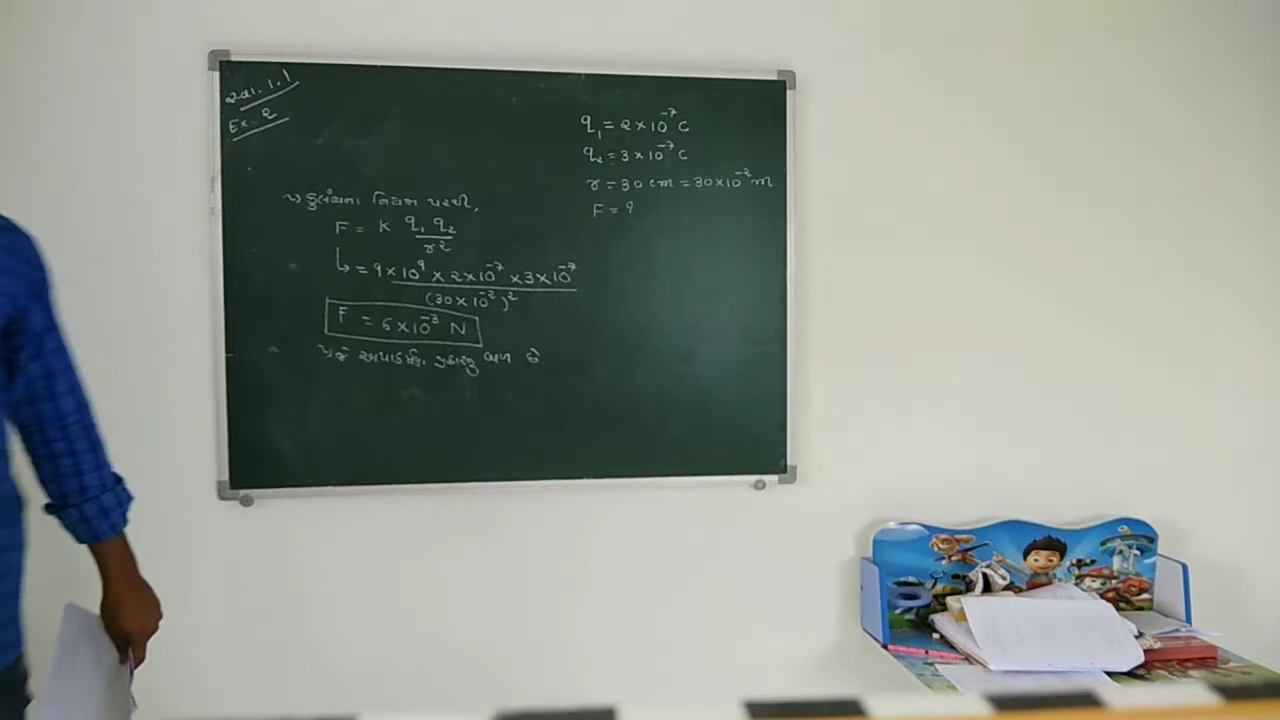 સ્વા. 1.1
Ex. 2
q₁ = 2 × 10⁻⁷ C
q₂ = 3 × 10⁻⁷ C
r = 30 cm = 30 × 10⁻² m
F = ?
→ કુલંબના નિયમ પરથી,
F = K q₁ q₂ / r²
↳ = 9 × 10⁹ × 2 × 10⁻⁷ × 3 × 10⁻⁷ / (30 × 10⁻²)²
F = 6 × 10⁻³ N
→ જે અપાકર્ષી પ્રકારનુ બળ છે